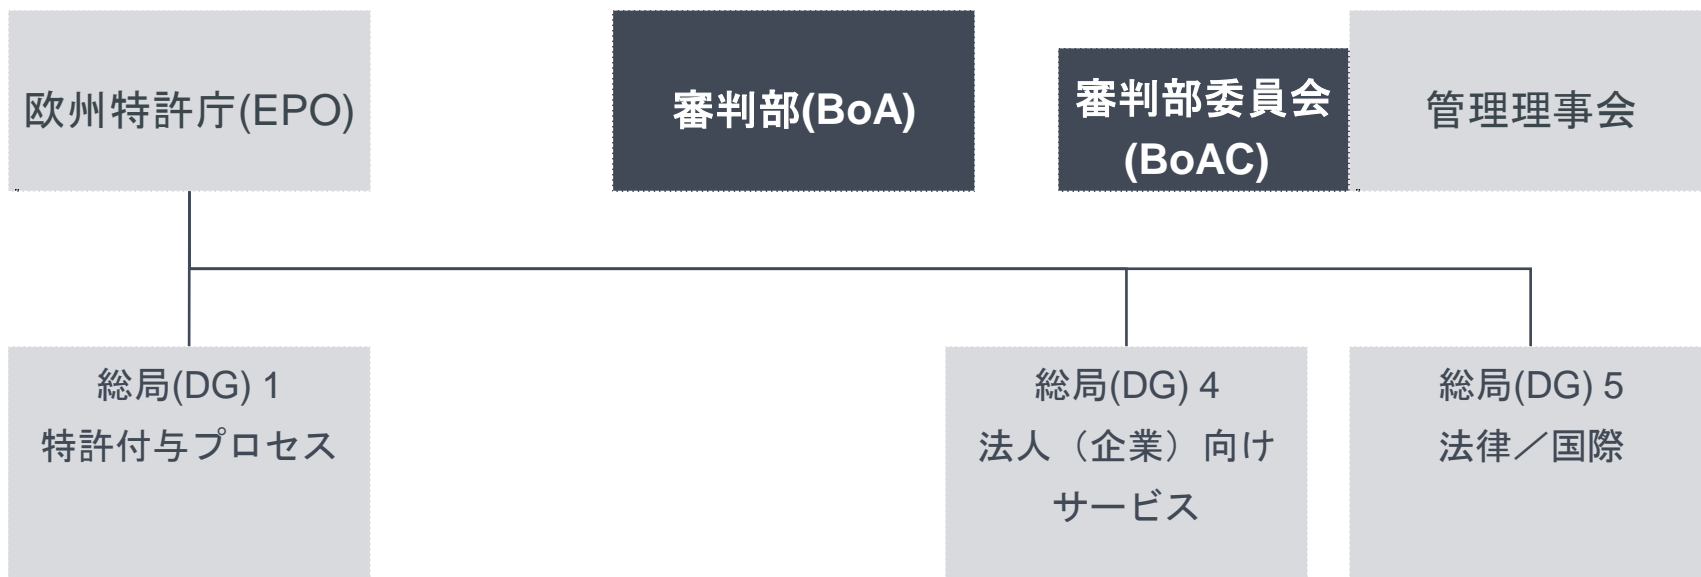 欧州特許庁(EPO)
審判部(BoA)
審判部委員会
(BoAC)
管理理事会
総局(DG) 1
特許付与プロセス
総局(DG) 4
法人（企業）向け
サービス
総局(DG) 5
法律／国際